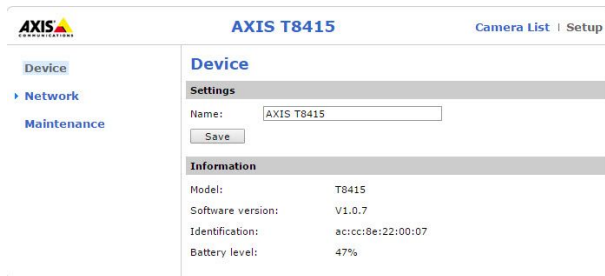 AXIS
COMMUNICATIONS
AXIS T8415
Camera List | Setup
Device
Network
Maintenance
Device
Settings
Name: AXIS T8415
Save
Information
Model: T8415
Software version: V1.0.7
Identification: ac:cc:8e:22:00:07
Battery level: 47%